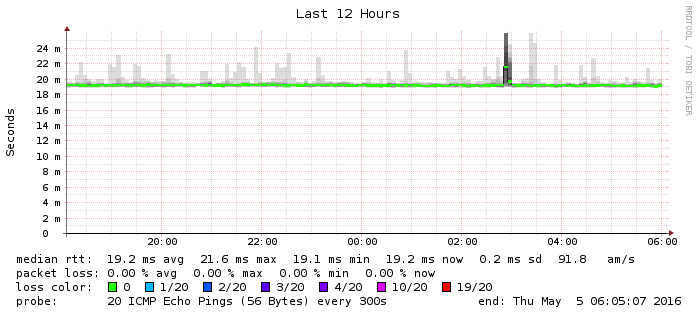 Last 12 Hours
RRDTOOL / TOBI OETIKER
Seconds
24 m
22 m
20 m
18 m
16 m
14 m
12 m
10 m
8 m
6 m
4 m
2 m
0
20:00 22:00 00:00 02:00 04:00 06:00
median rtt: 19.2 ms avg 21.6 ms max 19.1 ms min 19.2 ms now 0.2 ms sd 91.8 am/s
packet loss: 0.00 % avg 0.00 % max 0.00 % min 0.00 % now
loss color: 0 1/20 2/20 3/20 4/20 10/20 19/20
probe: 20 ICMP Echo Pings (56 Bytes) every 300s end: Thu May 5 06:05:07 2016